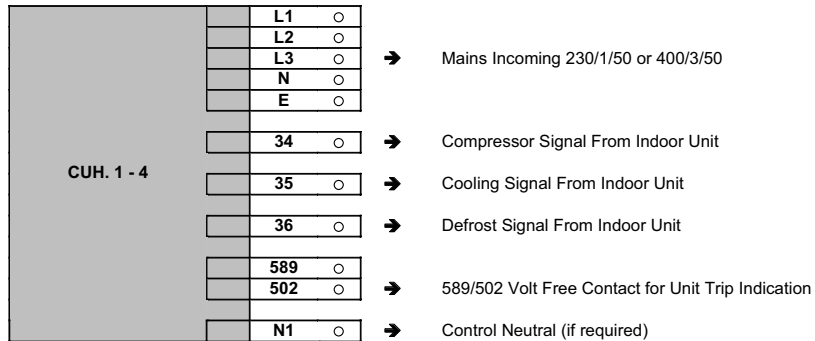 L1
L2
L3 ➔ Mains Incoming 230/1/50 or 400/3/50
N
E
34 ➔ Compressor Signal From Indoor Unit
CUH. 1 - 4
35 ➔ Cooling Signal From Indoor Unit
36 ➔ Defrost Signal From Indoor Unit
589
502 ➔ 589/502 Volt Free Contact for Unit Trip Indication
N1 ➔ Control Neutral (if required)